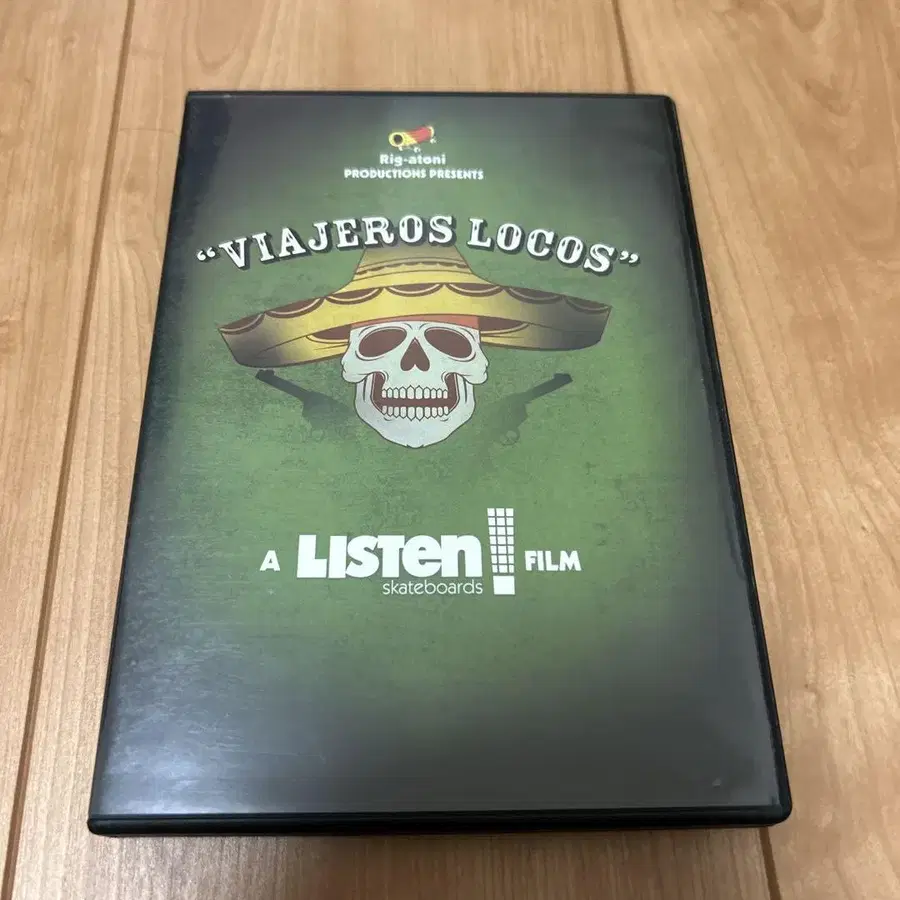 Rig-atoni
PRODUCTIONS PRESENTS
“VIAJEROS LOCOS”
A LISTEN! FILM
skateboards